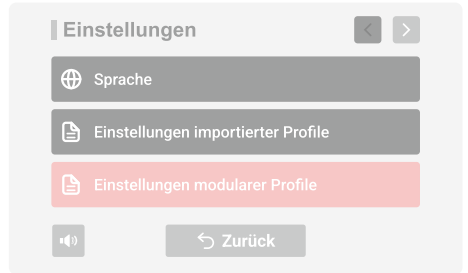 Einstellungen
Sprache
Einstellungen importierter Profile
Einstellungen modularer Profile
Zurück